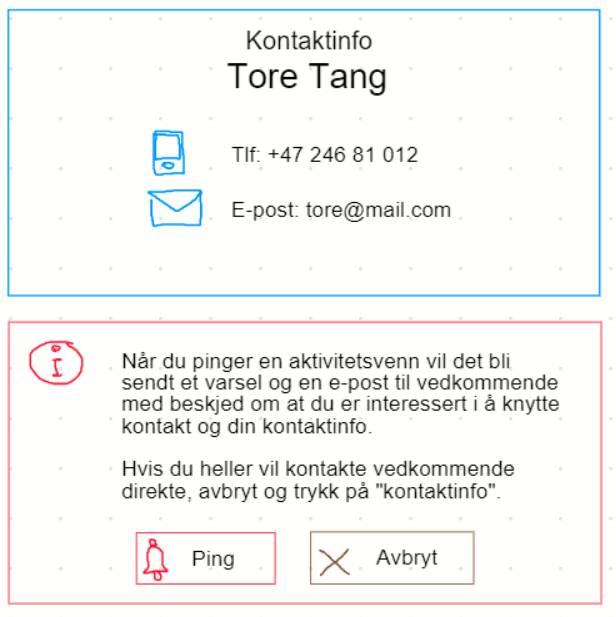 Kontaktinfo
Tore Tang
Tlf: +47 246 81 012
E-post: tore@mail.com
i
Når du pinger en aktivitetsvenn vil det bli
sendt et varsel og en e-post til vedkommende
med beskjed om at du er interessert i å knytte
kontakt og din kontaktinfo.
Hvis du heller vil kontakte vedkommende
direkte, avbryt og trykk på "kontaktinfo".
Ping
Avbryt